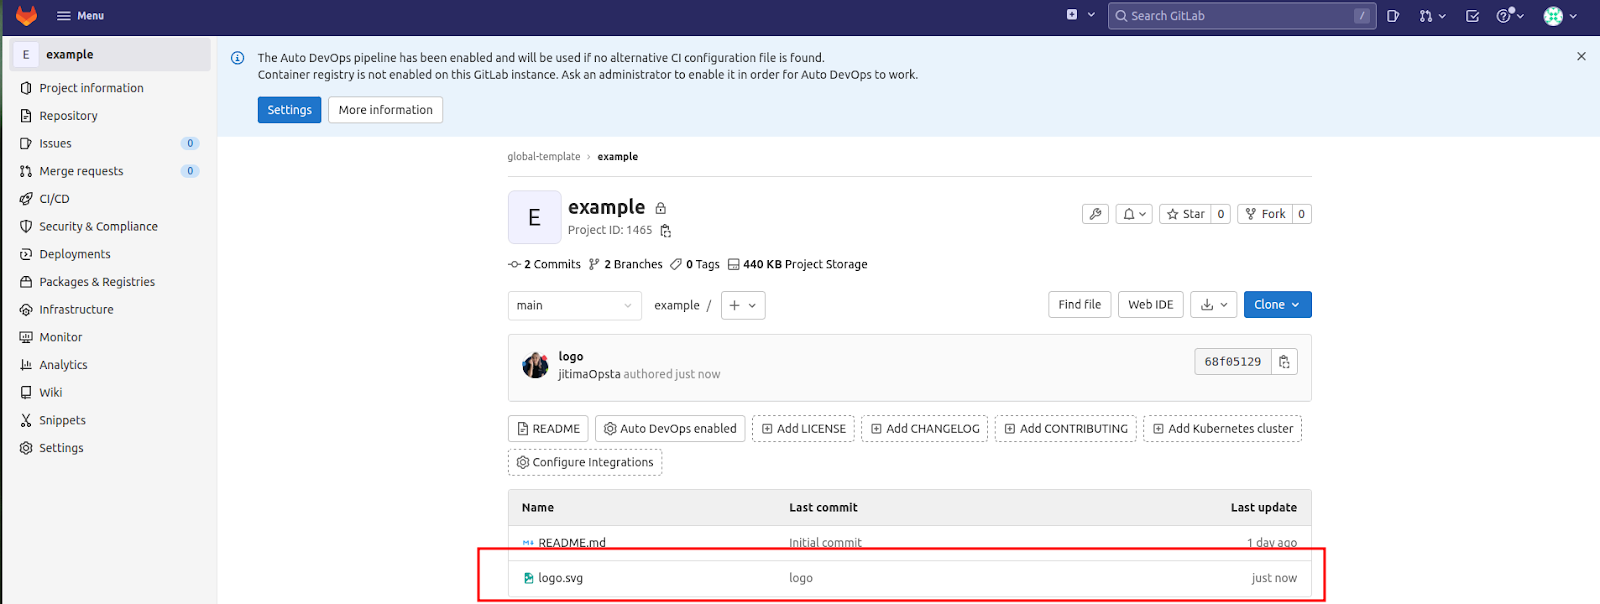 Menu
Search GitLab /
E example
Project information
Repository
Issues 0
Merge requests 0
CI/CD
Security & Compliance
Deployments
Packages & Registries
Infrastructure
Monitor
Analytics
Wiki
Snippets
Settings
The Auto DevOps pipeline has been enabled and will be used if no alternative CI configuration file is found.
Container registry is not enabled on this GitLab instance. Ask an administrator to enable it in order for Auto DevOps to work.
Settings More information
global-template › example
E
example
Project ID: 1465
Star 0 Fork 0
2 Commits 2 Branches 0 Tags 440 KB Project Storage
main example / + Find file Web IDE Clone
logo
jitimaOpsta authored just now
68f05129
README Auto DevOps enabled Add LICENSE Add CHANGELOG Add CONTRIBUTING Add Kubernetes cluster
Configure Integrations
Name Last commit Last update
README.md Initial commit 1 day ago
logo.svg logo just now